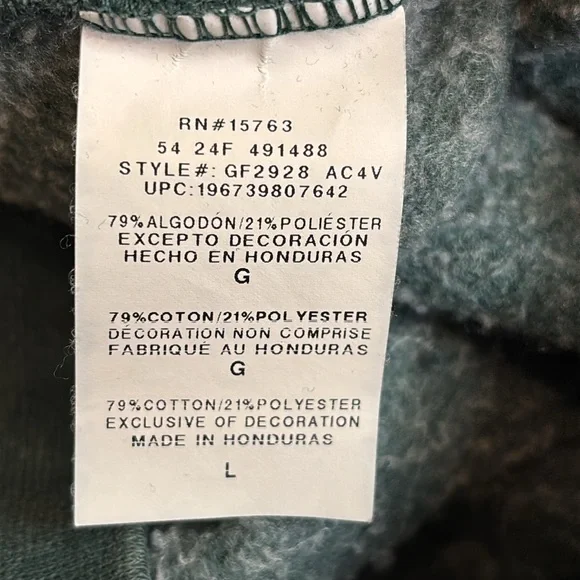 RN#15763
54 24F 491488
STYLE#: GF2928 AC4V
UPC:196739807642
79%ALGODÓN/21%POLIÉSTER
EXCEPTO DECORACIÓN
HECHO EN HONDURAS
G
79%COTON/21%POLYESTER
DÉCORATION NON COMPRISE
FABRIQUÉ AU HONDURAS
G
79%COTTON/21%POLYESTER
EXCLUSIVE OF DECORATION
MADE IN HONDURAS
L